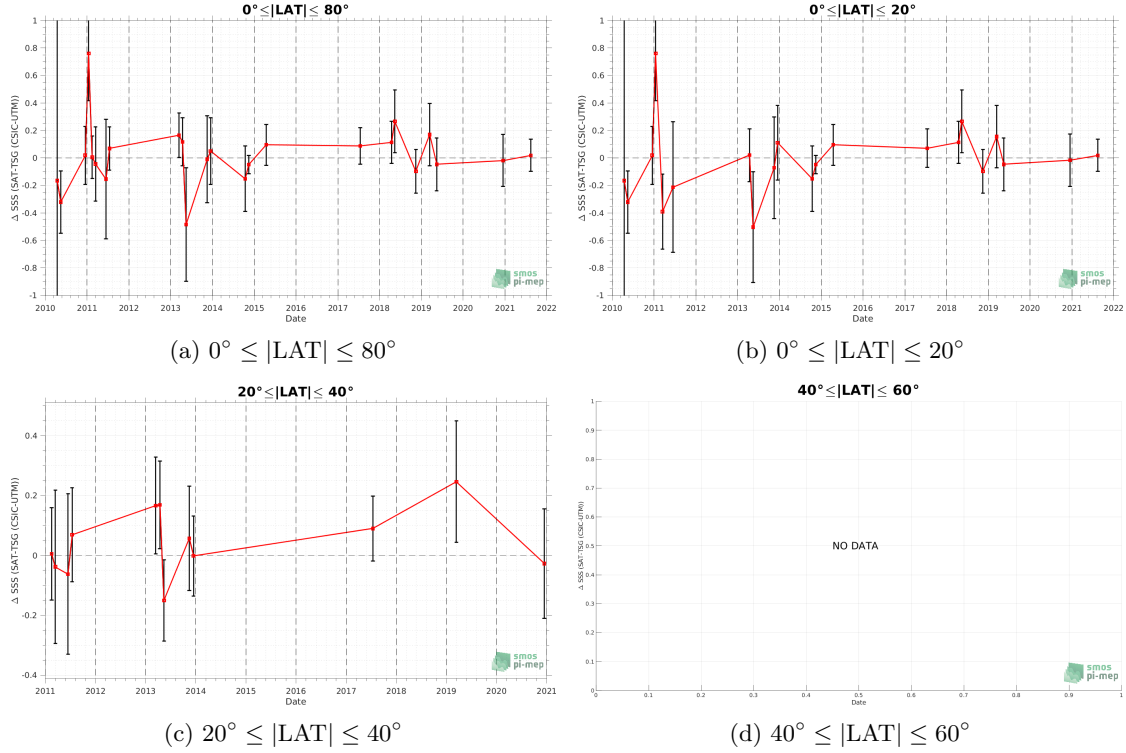 0°≤|LAT|≤ 80°
Δ SSS (SAT-TSG (CSIC-UTM))
1
0.8
0.6
0.4
0.2
0
-0.2
-0.4
-0.6
-0.8
-1
2010 2011 2012 2013 2014 2015 2016 2017 2018 2019 2020 2021 2022
Date
smos
pi-mep
(a) 0° ≤ |LAT| ≤ 80°
0°≤|LAT|≤ 20°
Δ SSS (SAT-TSG (CSIC-UTM))
1
0.8
0.6
0.4
0.2
0
-0.2
-0.4
-0.6
-0.8
-1
2010 2011 2012 2013 2014 2015 2016 2017 2018 2019 2020 2021 2022
Date
smos
pi-mep
(b) 0° ≤ |LAT| ≤ 20°
20°≤|LAT|≤ 40°
Δ SSS (SAT-TSG (CSIC-UTM))
0.4
0.2
0
-0.2
-0.4
2011 2012 2013 2014 2015 2016 2017 2018 2019 2020 2021
Date
smos
pi-mep
(c) 20° ≤ |LAT| ≤ 40°
40°≤|LAT|≤ 60°
Δ SSS (SAT-TSG (CSIC-UTM))
1
0.9
0.8
0.7
0.6
0.5
0.4
0.3
0.2
0.1
0
NO DATA
0 0.1 0.2 0.3 0.4 0.5 0.6 0.7 0.8 0.9 1
Date
smos
pi-mep
(d) 40° ≤ |LAT| ≤ 60°